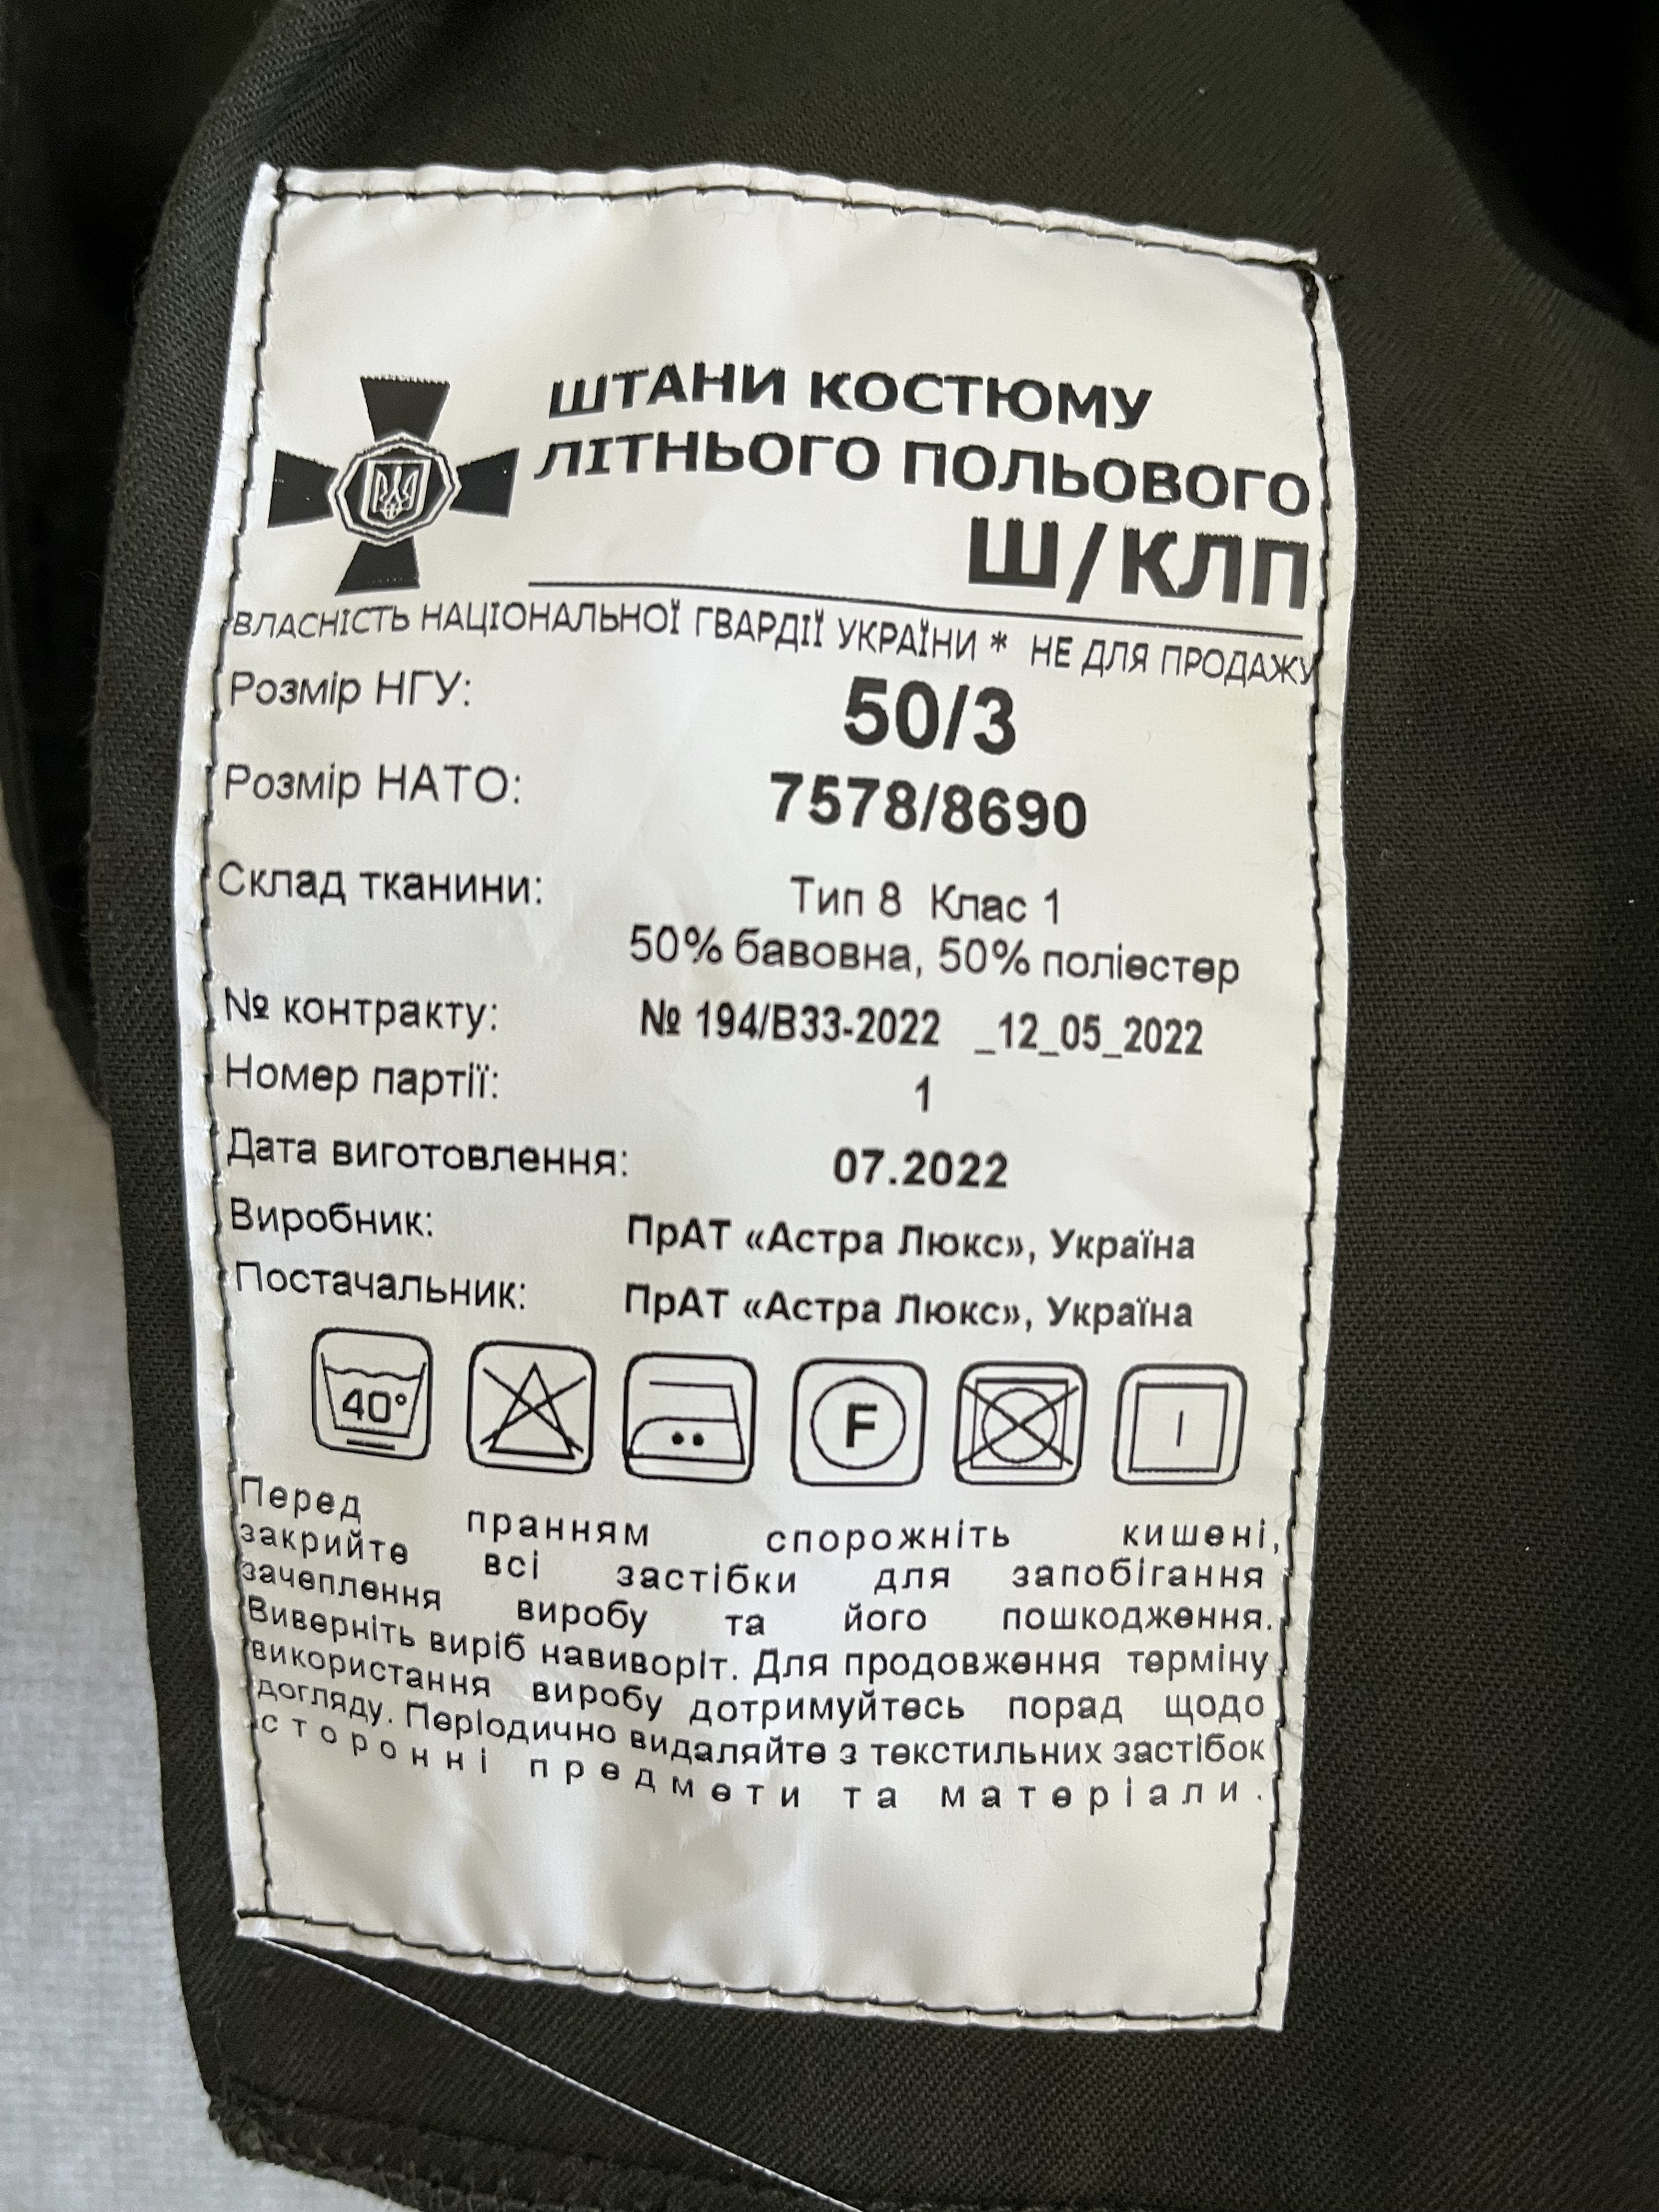 ШТАНИ КОСТЮМУ
ЛІТНЬОГО ПОЛЬОВОГО
Ш/КЛП
ВЛАСНІСТЬ НАЦІОНАЛЬНОЇ ГВАРДІЇ УКРАЇНИ * НЕ ДЛЯ ПРОДАЖУ
Розмір НГУ: 50/3
Розмір НАТО: 7578/8690
Склад тканини: Тип 8 Клас 1
50% бавовна, 50% поліестер
№ контракту: № 194/В33-2022 _12_05_2022
Номер партії: 1
Дата виготовлення: 07.2022
Виробник: ПрАТ «Астра Люкс», Україна
Постачальник: ПрАТ «Астра Люкс», Україна
40° F
Перед пранням спорожніть кишені,
закрийте всі застібки для запобігання
зачеплення виробу та його пошкодження.
Виверніть виріб навиворіт. Для продовження терміну
використання виробу дотримуйтесь порад щодо
догляду. Періодично видаляйте з текстильних застібок
сторонні предмети та матеріали.